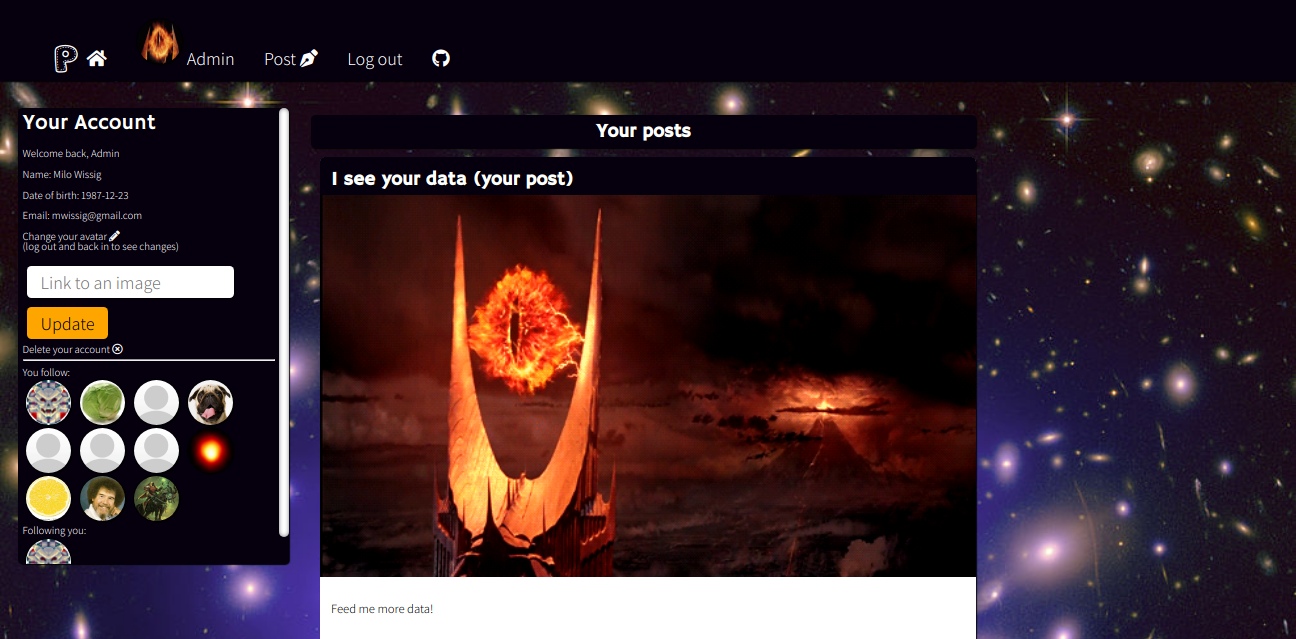 P
Admin
Post
Log out
Your Account
Welcome back, Admin
Name: Milo Wissig
Date of birth: 1987-12-23
Email: mwissig@gmail.com
Change your avatar
(log out and back in to see changes)
Link to an image
Update
Delete your account
You follow:
Following you:
Your posts
I see your data (your post)
Feed me more data!